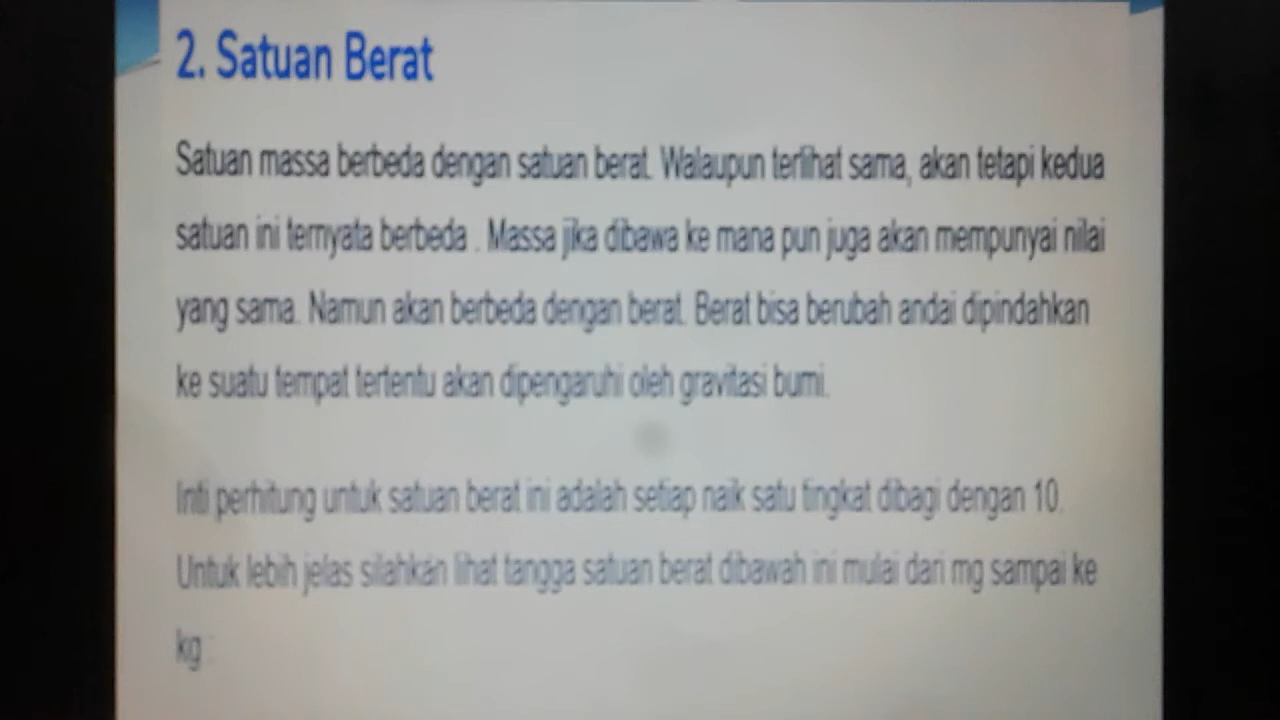 2. Satuan Berat
Satuan massa berbeda dengan satuan berat. Walaupun terlihat sama, akan tetapi kedua
satuan ini ternyata berbeda . Massa jika dibawa ke mana pun juga akan mempunyai nilai
yang sama. Namun akan berbeda dengan berat. Berat bisa berubah andai dipindahkan
ke suatu tempat tertentu akan dipengaruhi oleh gravitasi bumi.
Inti perhitung untuk satuan berat ini adalah setiap naik satu tingkat dibagi dengan 10.
Untuk lebih jelas silahkan lihat tangga satuan berat dibawah ini mulai dari mg sampai ke
kg :